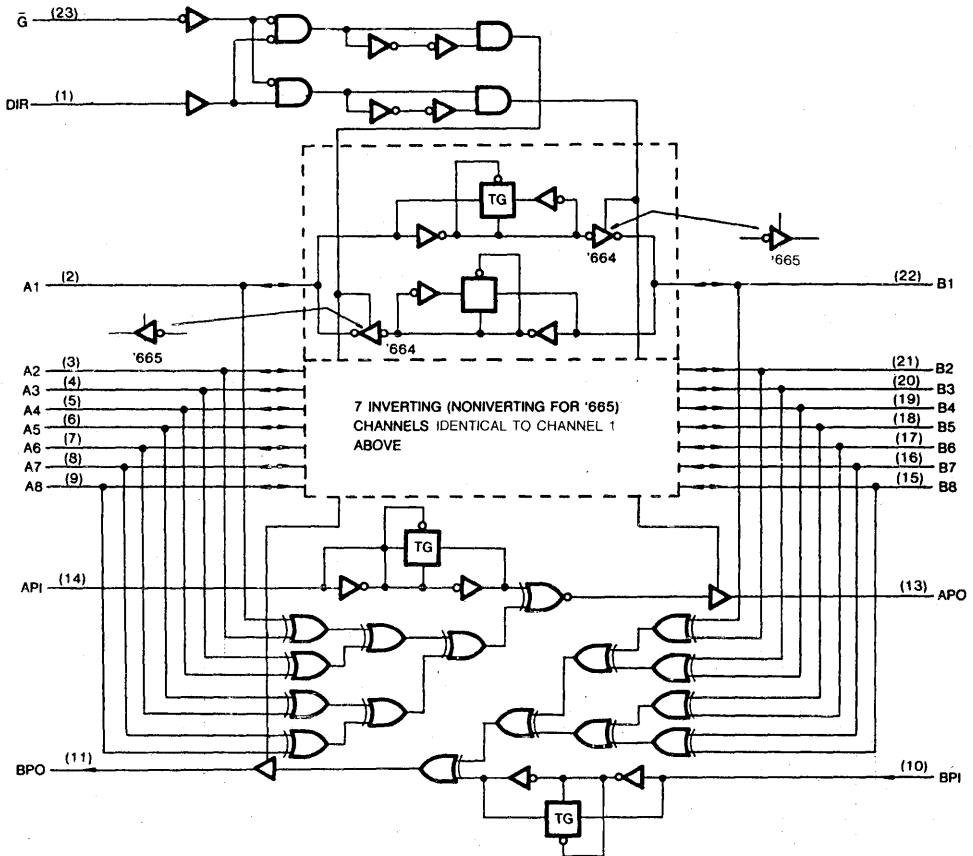 G̅ (23)
DIR (1)
TG
'664
'665
A1 (2)
(22) B1
'665
'664
A2 (3)
(21) B2
A3 (4)
(20) B3
A4 (5)
(19) B4
A5 (6)
(18) B5
A6 (7)
(17) B6
A7 (8)
(16) B7
A8 (9)
(15) B8
7 INVERTING (NONIVERTING FOR '665)
CHANNELS IDENTICAL TO CHANNEL 1
ABOVE
TG
API (14)
(13) APO
BPO (11)
(10) BPI
TG